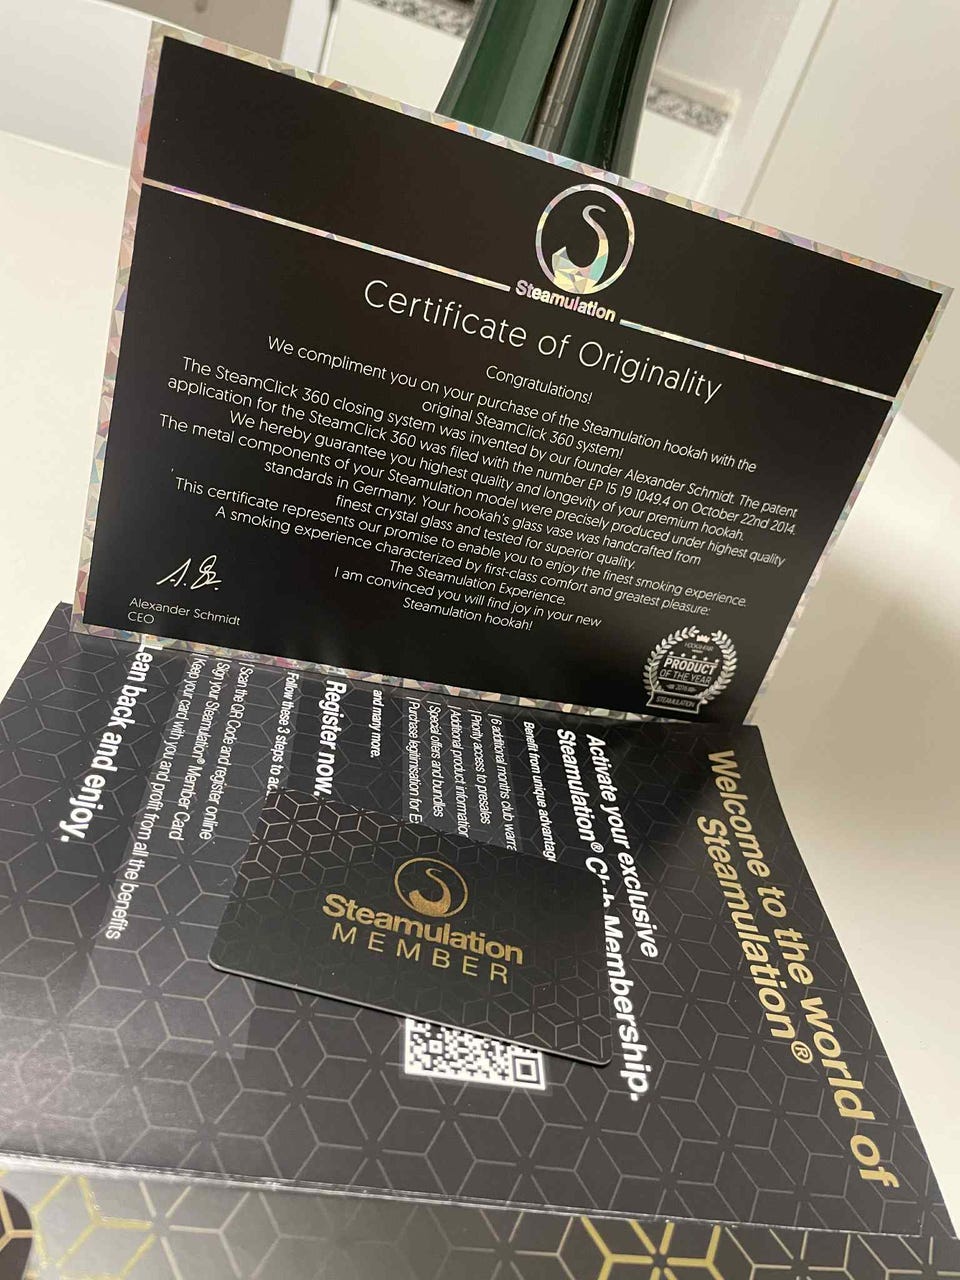 Steamulation
Certificate of Originality
Congratulations!
We compliment you on your purchase of the Steamulation hookah with the
original SteamClick 360 system!
The SteamClick 360 closing system was invented by our founder Alexander Schmidt. The patent
application for the SteamClick 360 was filed with the number EP 15 19 1049.4 on October 22nd 2014.
We hereby guarantee you highest quality and longevity of your premium hookah.
The metal components of your Steamulation model were precisely produced under highest quality
standards in Germany. Your hookah's glass vase was handcrafted from
finest crystal glass and tested for superior quality.
This certificate represents our promise to enable you to enjoy the finest smoking experience.
A smoking experience characterized by first-class comfort and greatest pleasure:
The Steamulation Experience.
I am convinced you will find joy in your new
Steamulation hookah!
Alexander Schmidt
CEO
HOOKAHFAIR
PRODUCT
OF THE YEAR
2018
STEAMULATION
Welcome to the world of
Steamulation®
Activate your exclusive
Steamulation® Membership.
Benefit from unique
| 6 additional months club
| Priority access to presales
| Additional product
| Special offers and bundles
| Purchase legitimisation for
and many more.
Register now.
Follow these 3 steps to
| Scan the QR Code and register online
| Sign your Steamulation® Member Card
| Keep your card with you and profit from all the benefits
Lean back and enjoy.
Steamulation
MEMBER